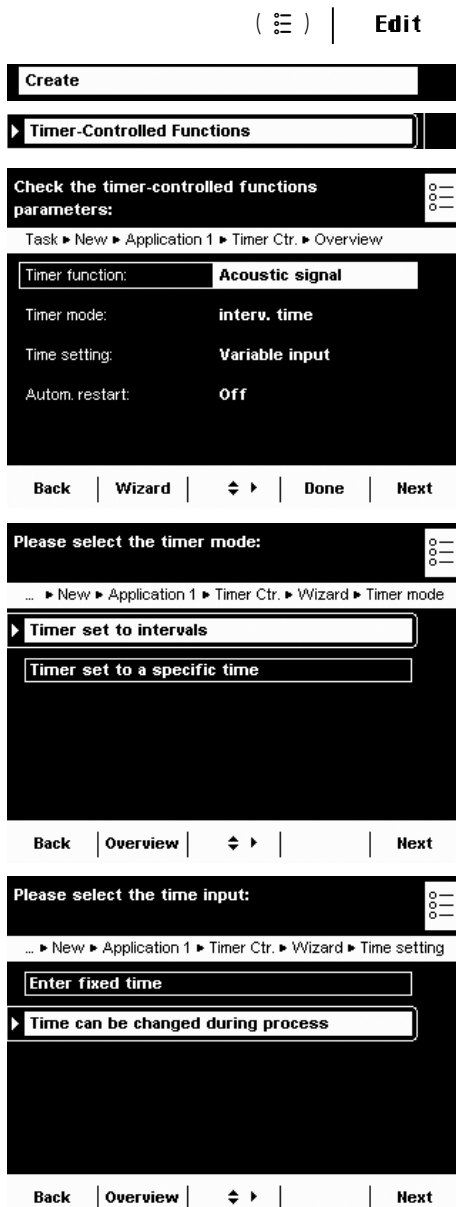 ( ) | Edit
Create
Timer-Controlled Functions
Check the timer-controlled functions
parameters:
Task ▸ New ▸ Application 1 ▸ Timer Ctr. ▸ Overview
Timer function: Acoustic signal
Timer mode: interv. time
Time setting: Variable input
Autom. restart: Off
Back | Wizard | | Done | Next
Please select the timer mode:
... ▸ New ▸ Application 1 ▸ Timer Ctr. ▸ Wizard ▸ Timer mode
Timer set to intervals
Timer set to a specific time
Back | Overview | | | Next
Please select the time input:
... ▸ New ▸ Application 1 ▸ Timer Ctr. ▸ Wizard ▸ Time setting
Enter fixed time
Time can be changed during process
Back | Overview | | | Next